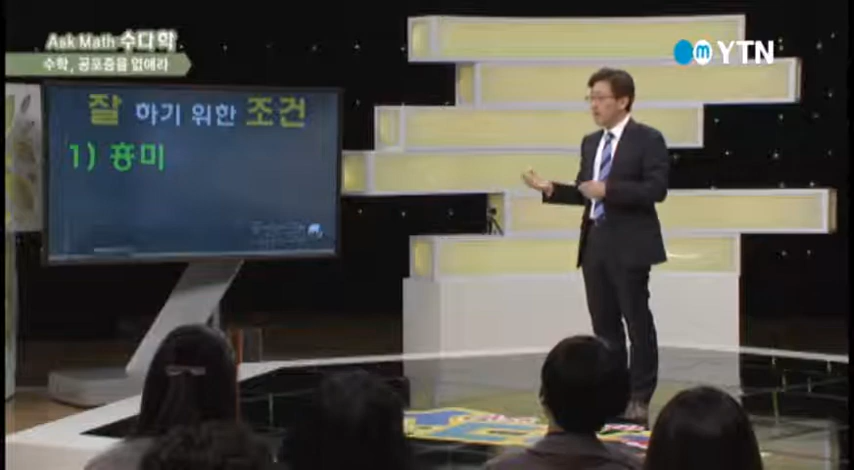 Ask Math 수다학
수학, 공포증을 없애라
m YTN
잘 하기 위한 조건
1) 흥미